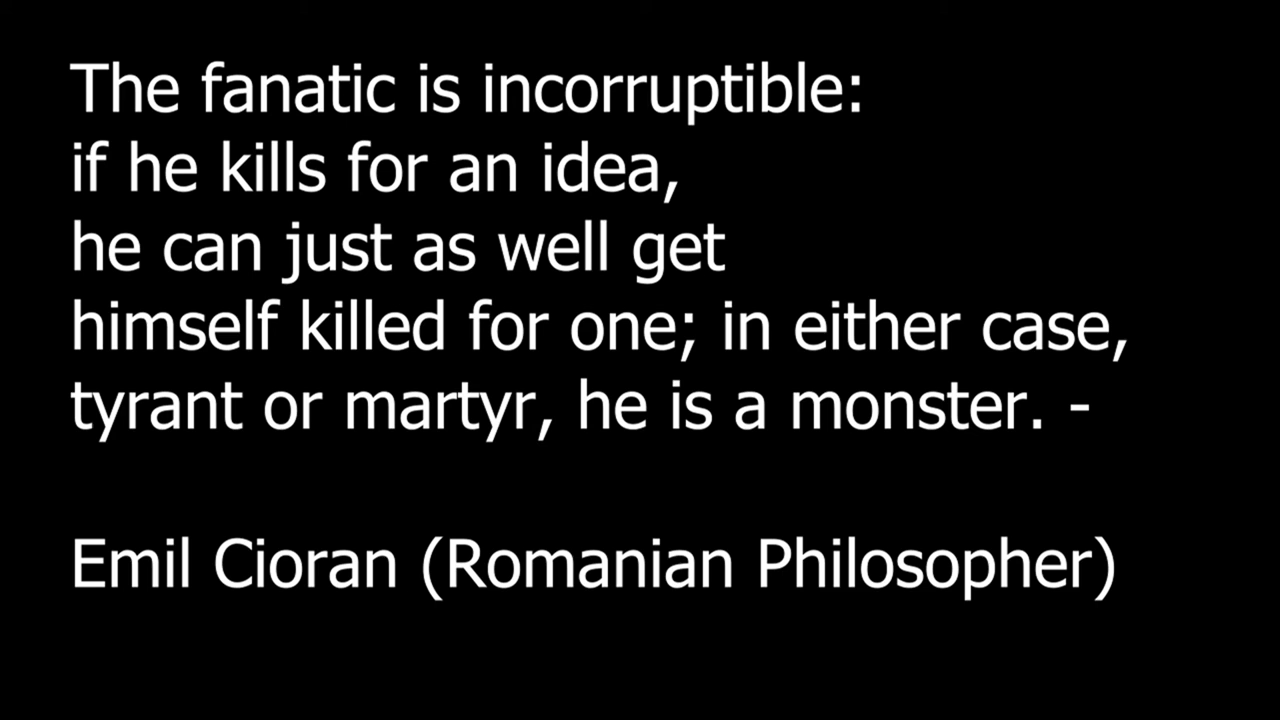 The fanatic is incorruptible:
if he kills for an idea,
he can just as well get
himself killed for one; in either case,
tyrant or martyr, he is a monster. -
Emil Cioran (Romanian Philosopher)